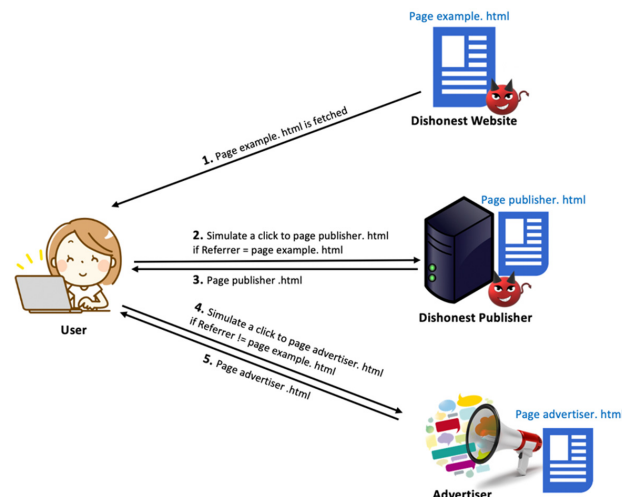 Page example. html
Dishonest Website
1. Page example. html is fetched
Page publisher. html
2. Simulate a click to page publisher. html
if Referrer = page example. html
3. Page publisher .html
Dishonest Publisher
User
4. Simulate a click to page advertiser. html
if Referrer != page example. html
5. Page advertiser .html
Page advertiser. htm
Advertiser